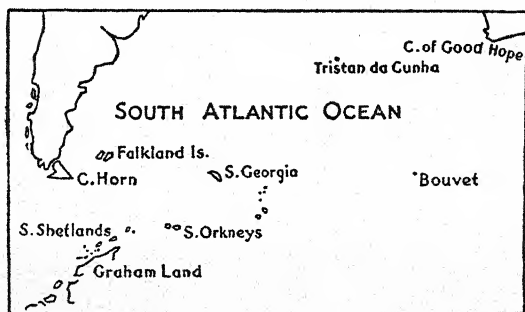 C. of Good Hope
Tristan da Cunha
SOUTH ATLANTIC OCEAN
Falkland Is.
C. Horn
S. Georgia
Bouvet
S. Shetlands
S. Orkneys
Graham Land